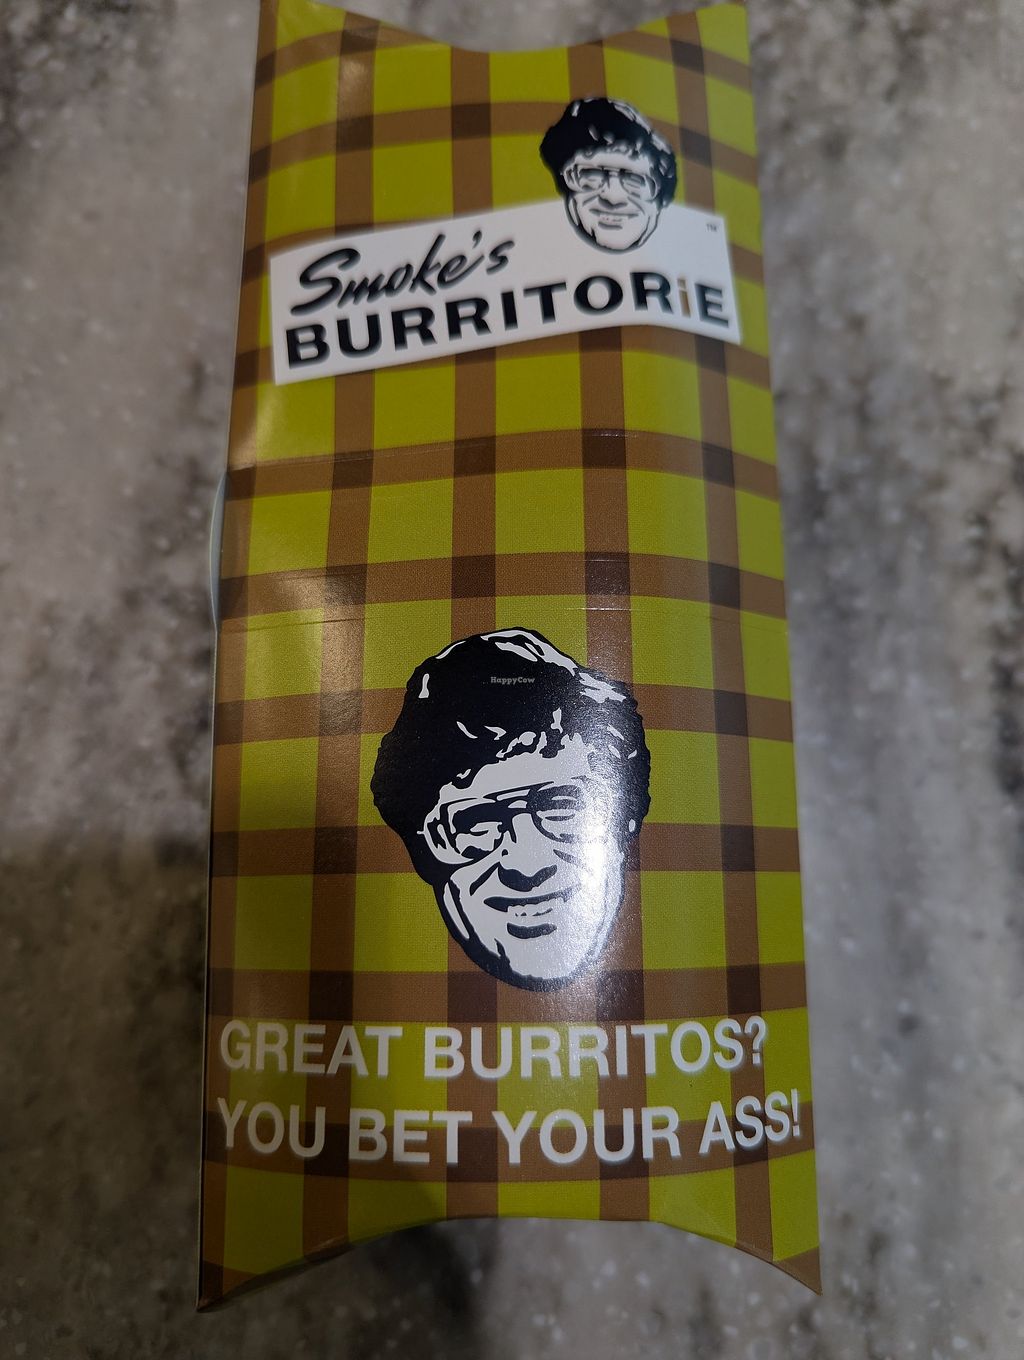 Smoke's
BURRITORiE
™
HappyCow
GREAT BURRITOS?
YOU BET YOUR ASS!